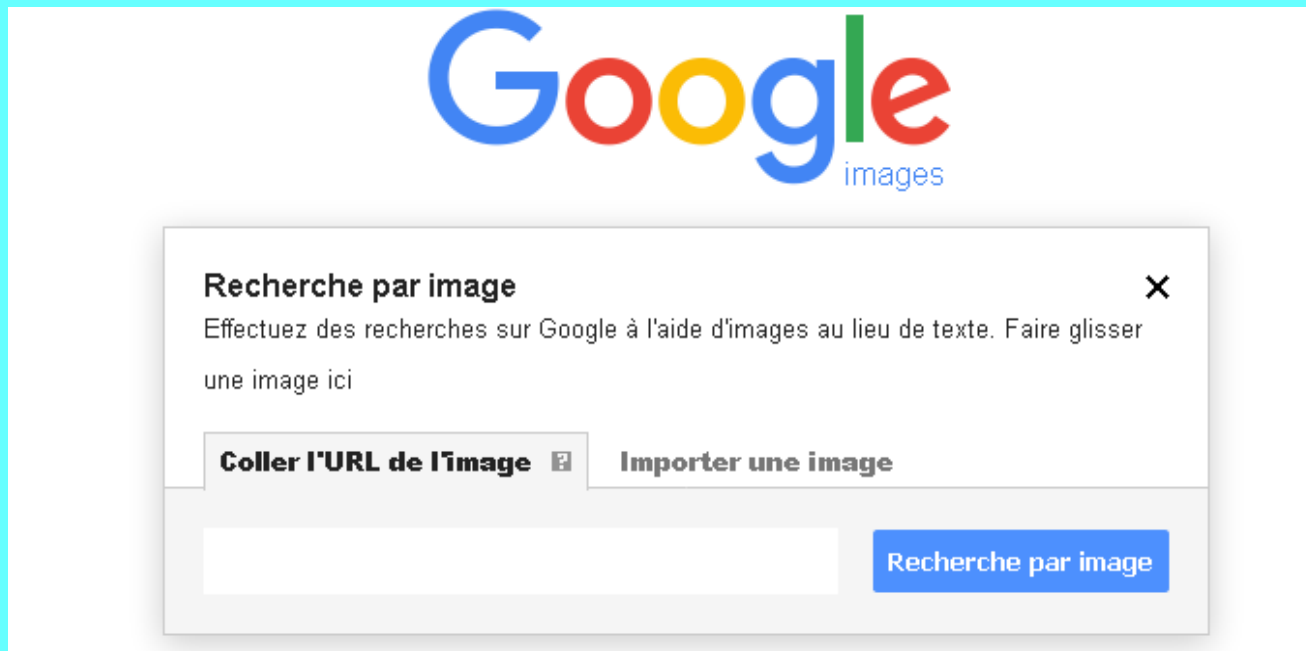 Google
images
Recherche par image
Effectuez des recherches sur Google à l'aide d'images au lieu de texte. Faire glisser
une image ici
Coller l'URL de l'image ? Importer une image
Recherche par image